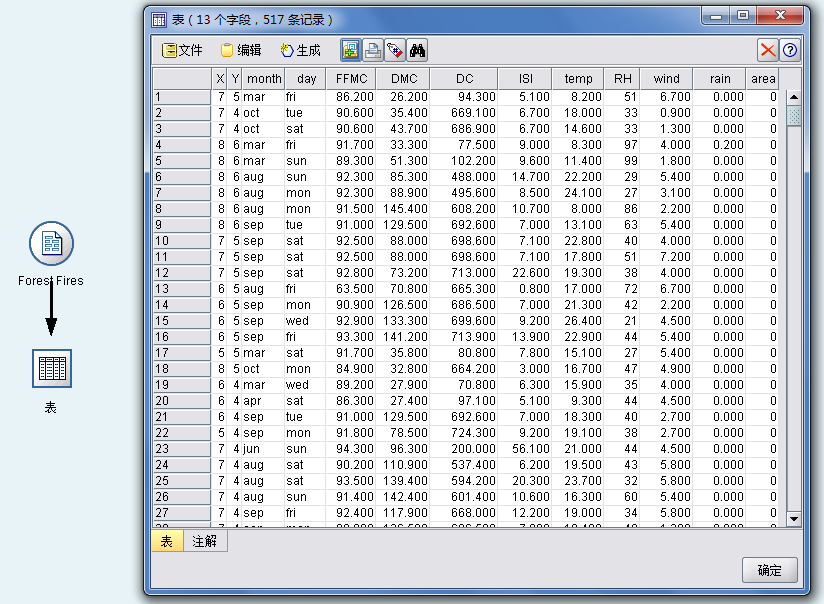 表 ( 13 个字段，517 条记录 )
文件 编辑 生成
X Y month day FFMC DMC DC ISI temp RH wind rain area
1 7 5 mar fri 86.200 26.200 94.300 5.100 8.200 51 6.700 0.000 0
2 7 4 oct tue 90.600 35.400 669.100 6.700 18.000 33 0.900 0.000 0
3 7 4 oct sat 90.600 43.700 686.900 6.700 14.600 33 1.300 0.000 0
4 8 6 mar fri 91.700 33.300 77.500 9.000 8.300 97 4.000 0.200 0
5 8 6 mar sun 89.300 51.300 102.200 9.600 11.400 99 1.800 0.000 0
6 8 6 aug sun 92.300 85.300 488.000 14.700 22.200 29 5.400 0.000 0
7 8 6 aug mon 92.300 88.900 495.600 8.500 24.100 27 3.100 0.000 0
8 8 6 aug mon 91.500 145.400 608.200 10.700 8.000 86 2.200 0.000 0
9 8 6 sep tue 91.000 129.500 692.600 7.000 13.100 63 5.400 0.000 0
10 7 5 sep sat 92.500 88.000 698.600 7.100 22.800 40 4.000 0.000 0
11 7 5 sep sat 92.500 88.000 698.600 7.100 17.800 51 7.200 0.000 0
12 7 5 sep sat 92.800 73.200 713.000 22.600 19.300 38 4.000 0.000 0
13 6 5 aug fri 63.500 70.800 665.300 0.800 17.000 72 6.700 0.000 0
14 6 5 sep mon 90.900 126.500 686.500 7.000 21.300 42 2.200 0.000 0
15 6 5 sep wed 92.900 133.300 699.600 9.200 26.400 21 4.500 0.000 0
16 6 5 sep fri 93.300 141.200 713.900 13.900 22.900 44 5.400 0.000 0
17 5 5 mar sat 91.700 35.800 80.800 7.800 15.100 27 5.400 0.000 0
18 8 5 oct mon 84.900 32.800 664.200 3.000 16.700 47 4.900 0.000 0
19 6 4 mar wed 89.200 27.900 70.800 6.300 15.900 35 4.000 0.000 0
20 6 4 apr sat 86.300 27.400 97.100 5.100 9.300 44 4.500 0.000 0
21 6 4 sep tue 91.000 129.500 692.600 7.000 18.300 40 2.700 0.000 0
22 5 4 sep mon 91.800 78.500 724.300 9.200 19.100 38 2.700 0.000 0
23 7 4 jun sun 94.300 96.300 200.000 56.100 21.000 44 4.500 0.000 0
24 7 4 aug sat 90.200 110.900 537.400 6.200 19.500 43 5.800 0.000 0
25 7 4 aug sat 93.500 139.400 594.200 20.300 23.700 32 5.800 0.000 0
26 7 4 aug sun 91.400 142.400 601.400 10.600 16.300 60 5.400 0.000 0
27 7 4 sep fri 92.400 117.900 668.000 12.200 19.000 34 5.800 0.000 0
表 注解
确定
Forest Fires
表